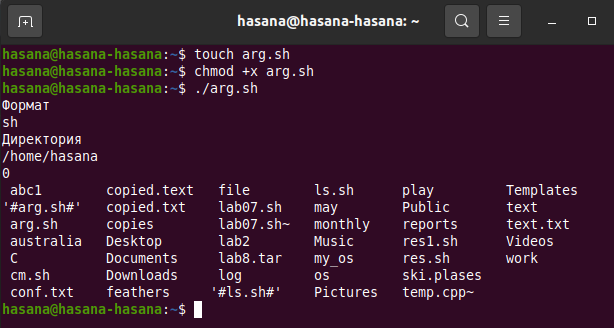 hasana@hasana-hasana: ~
hasana@hasana-hasana:~$ touch arg.sh
hasana@hasana-hasana:~$ chmod +x arg.sh
hasana@hasana-hasana:~$ ./arg.sh
Формат
sh
Директория
/home/hasana
0
abc1 copied.text file ls.sh play Templates
'#arg.sh#' copied.txt lab07.sh may Public text
arg.sh copies lab07.sh~ monthly reports text.txt
australia Desktop lab2 Music res1.sh Videos
C Documents lab8.tar my_os res.sh work
cm.sh Downloads log os ski.plases
conf.txt feathers '#ls.sh#' Pictures temp.cpp~
hasana@hasana-hasana:~$